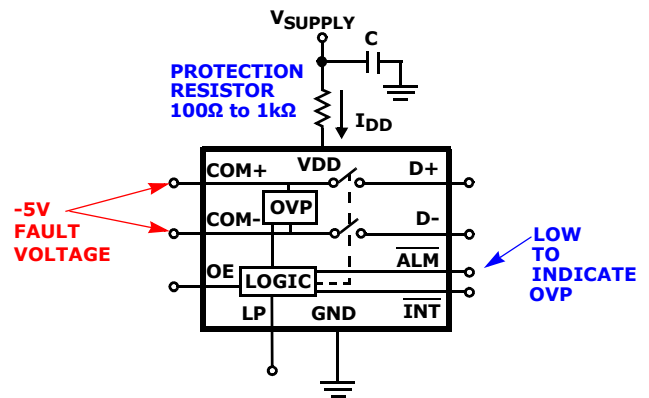 VSUPPLY
C
PROTECTION
RESISTOR
100Ω to 1kΩ
IDD
COM+
VDD
D+
OVP
-5V
FAULT
VOLTAGE
COM-
D-
LOW
TO
INDICATE
OVP
OE
LOGIC
ALM
LP
GND
INT